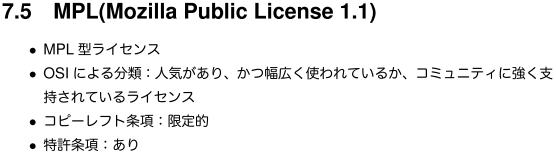 7.5 MPL(Mozilla Public License 1.1)
• MPL 型ライセンス
• OSI による分類：人気があり、かつ幅広く使われているか、コミュニティに強く支
持されているライセンス
• コピーレフト条項：限定的
• 特許条項：あり